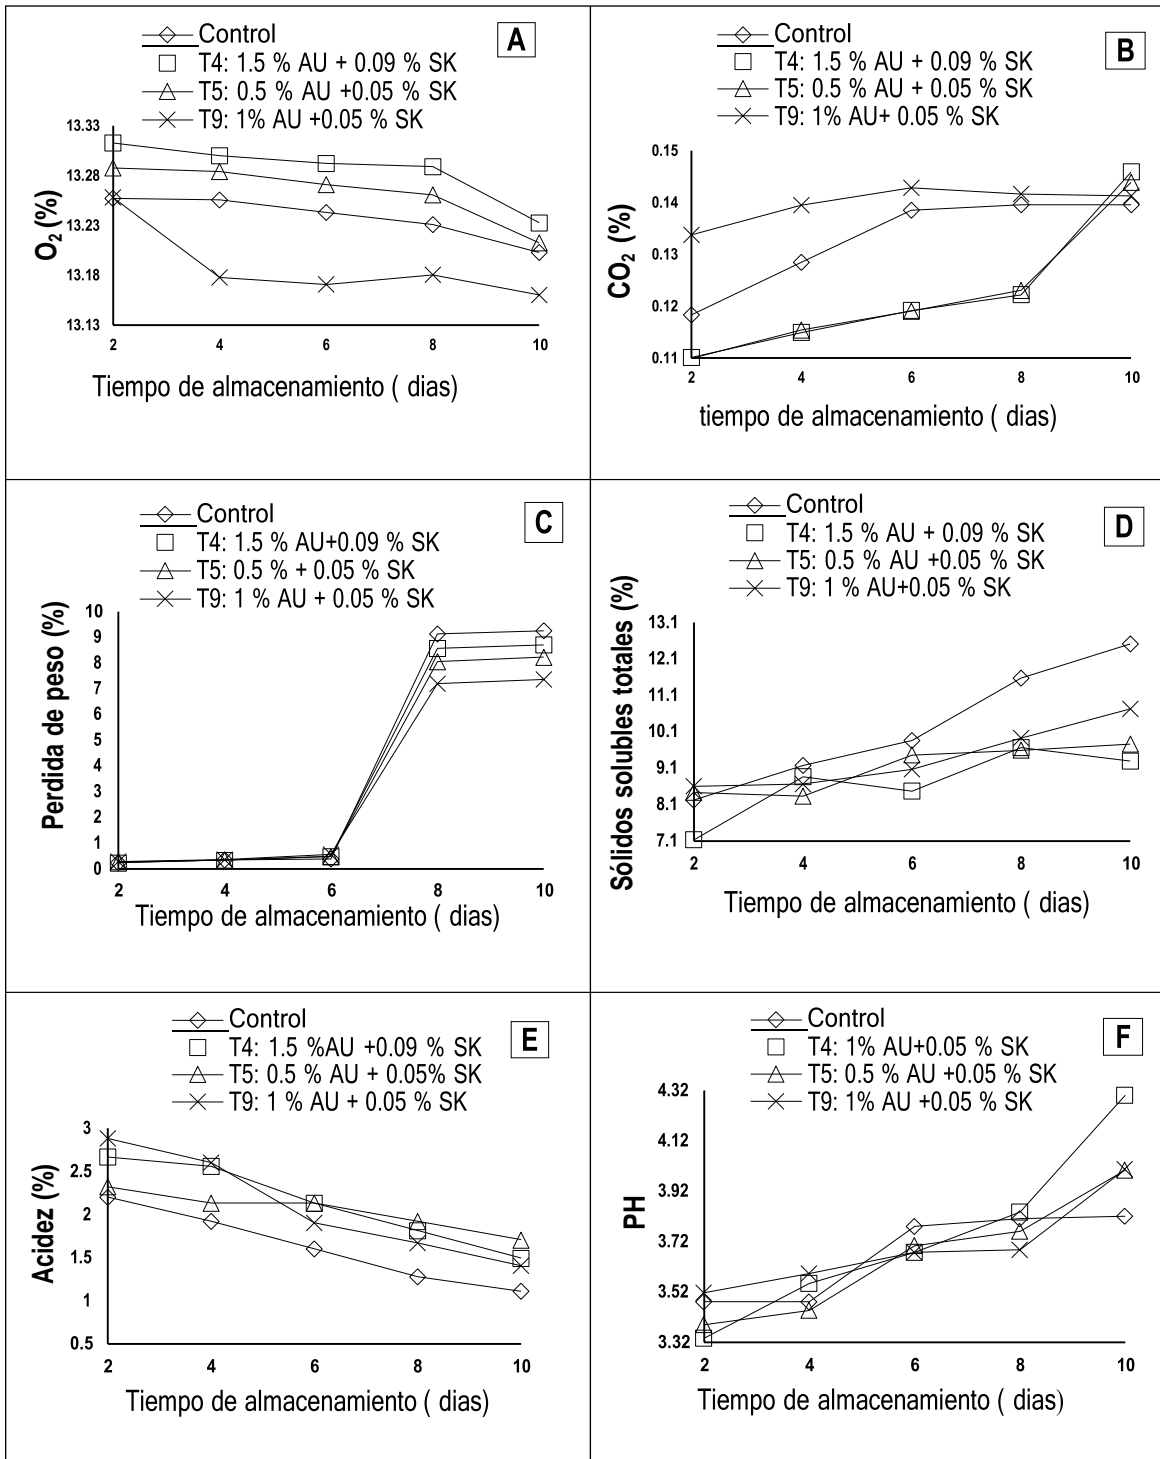 Control
A
T4: 1.5 % AU + 0.09 % SK
T5: 0.5 % AU +0.05 % SK
T9: 1% AU +0.05 % SK
13.33
13.28
13.23
13.18
13.13
O2 (%)
2 4 6 8 10
Tiempo de almacenamiento ( dias)
Control
B
T4: 1.5 % AU + 0.09 % SK
T5: 0.5 % AU + 0.05 % SK
T9: 1% AU+ 0.05 % SK
0.15
0.14
0.13
0.12
0.11
CO2 (%)
2 4 6 8 10
tiempo de almacenamiento ( dias)
Control
C
T4: 1.5 % AU+0.09 % SK
T5: 0.5 % + 0.05 % SK
T9: 1 % AU + 0.05 % SK
10
9
8
7
6
5
4
3
2
1
0
Perdida de peso (%)
2 4 6 8 10
Tiempo de almacenamiento ( dias)
Control
D
T4: 1.5 % AU + 0.09 % SK
T5: 0.5 % AU +0.05 % SK
T9: 1 % AU+0.05 % SK
13.1
12.1
11.1
10.1
9.1
8.1
7.1
Sólidos solubles totales (%)
2 4 6 8 10
Tiempo de almacenamiento ( dias)
Control
E
T4: 1.5 %AU +0.09 % SK
T5: 0.5 % AU + 0.05% SK
T9: 1 % AU + 0.05 % SK
3
2.5
2
1.5
1
0.5
Acidez (%)
2 4 6 8 10
Tiempo de almacenamiento ( dias)
Control
F
T4: 1% AU+0.05 % SK
T5: 0.5 % AU +0.05 % SK
T9: 1% AU +0.05 % SK
4.32
4.12
3.92
3.72
3.52
3.32
PH
2 4 6 8 10
Tiempo de almacenamiento ( dias)